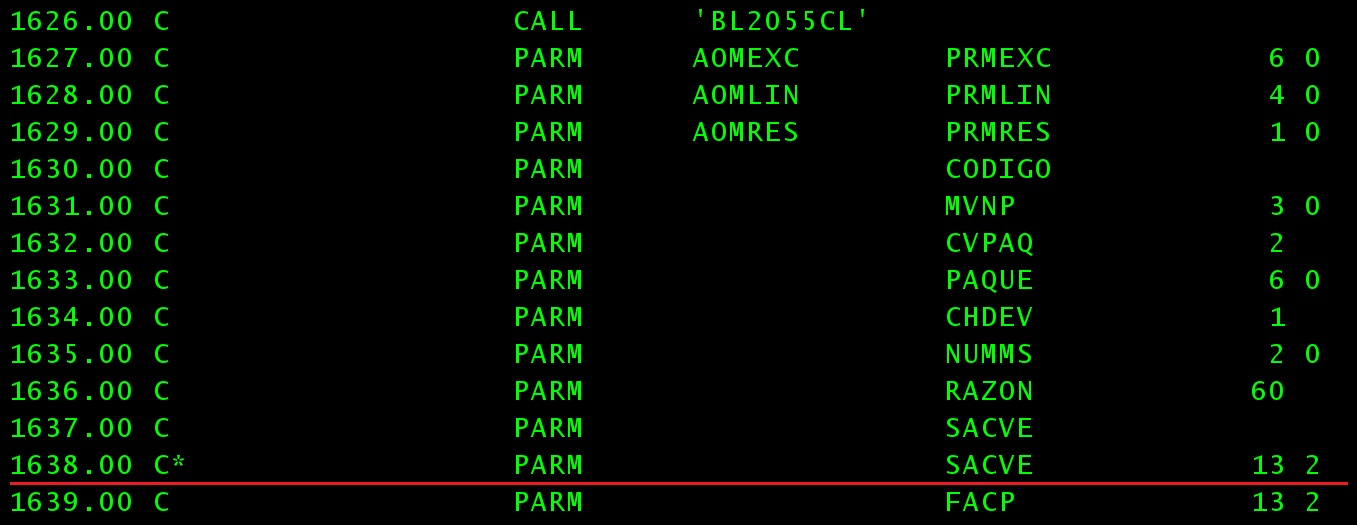 1626.00 C CALL 'BL2055CL'
1627.00 C PARM AOMEXC PRMEXC 6 0
1628.00 C PARM AOMLIN PRMLIN 4 0
1629.00 C PARM AOMRES PRMRES 1 0
1630.00 C PARM CODIGO
1631.00 C PARM MVNP 3 0
1632.00 C PARM CVPAQ 2
1633.00 C PARM PAQUE 6 0
1634.00 C PARM CHDEV 1
1635.00 C PARM NUMMS 2 0
1636.00 C PARM RAZON 60
1637.00 C PARM SACVE
1638.00 C* PARM SACVE 13 2
1639.00 C PARM FACP 13 2